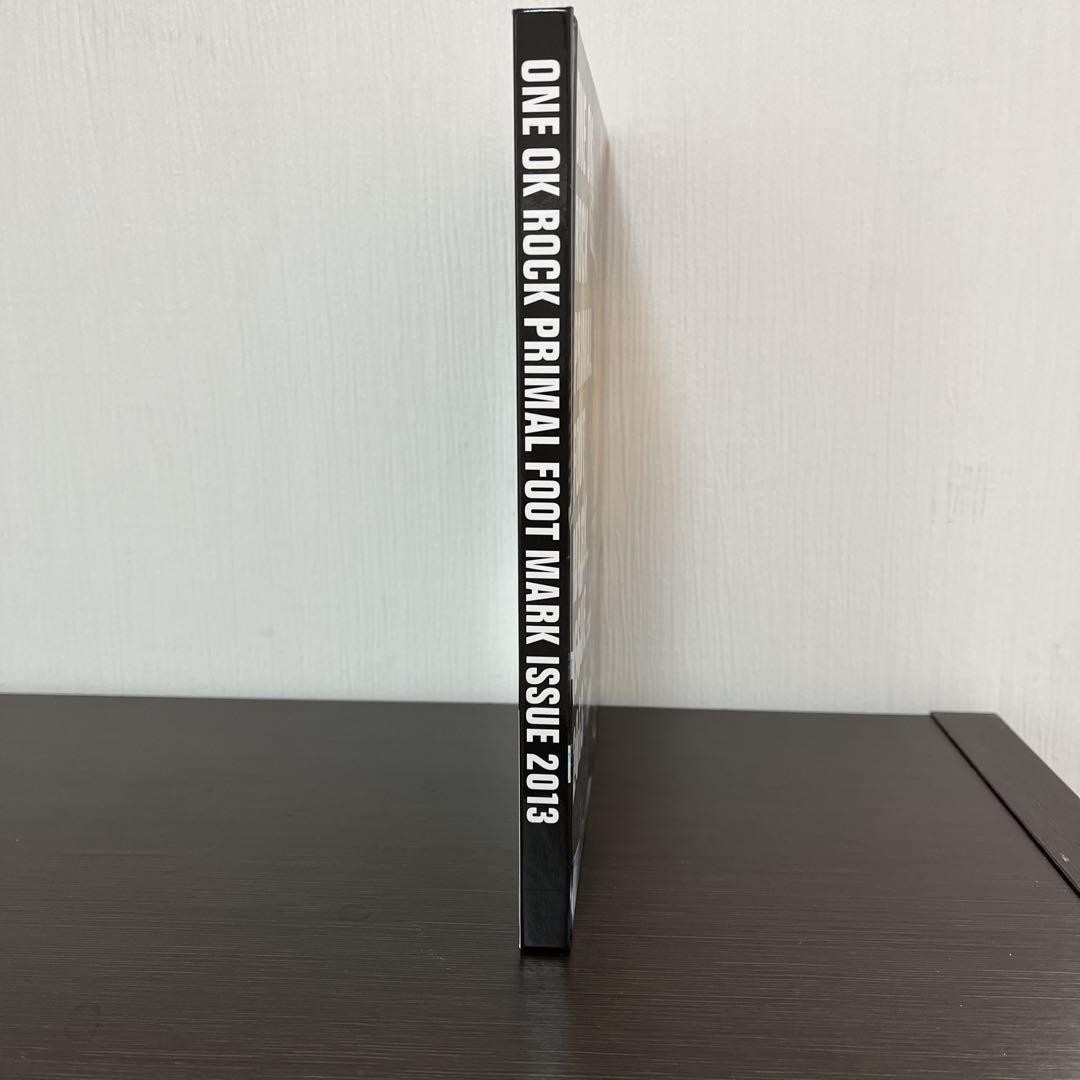 ONE OK ROCK PRIMAL FOOT MARK ISSUE 2013